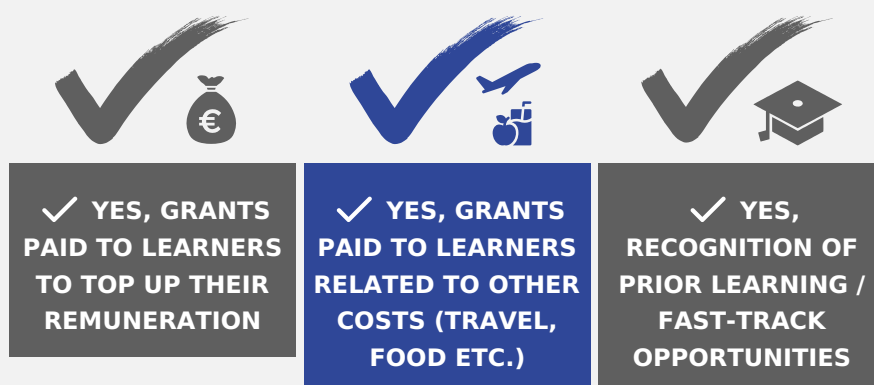 €
✓ YES, GRANTS
PAID TO LEARNERS
TO TOP UP THEIR
REMUNERATION
✓ YES, GRANTS
PAID TO LEARNERS
RELATED TO OTHER
COSTS (TRAVEL,
FOOD ETC.)
✓ YES,
RECOGNITION OF
PRIOR LEARNING /
FAST-TRACK
OPPORTUNITIES